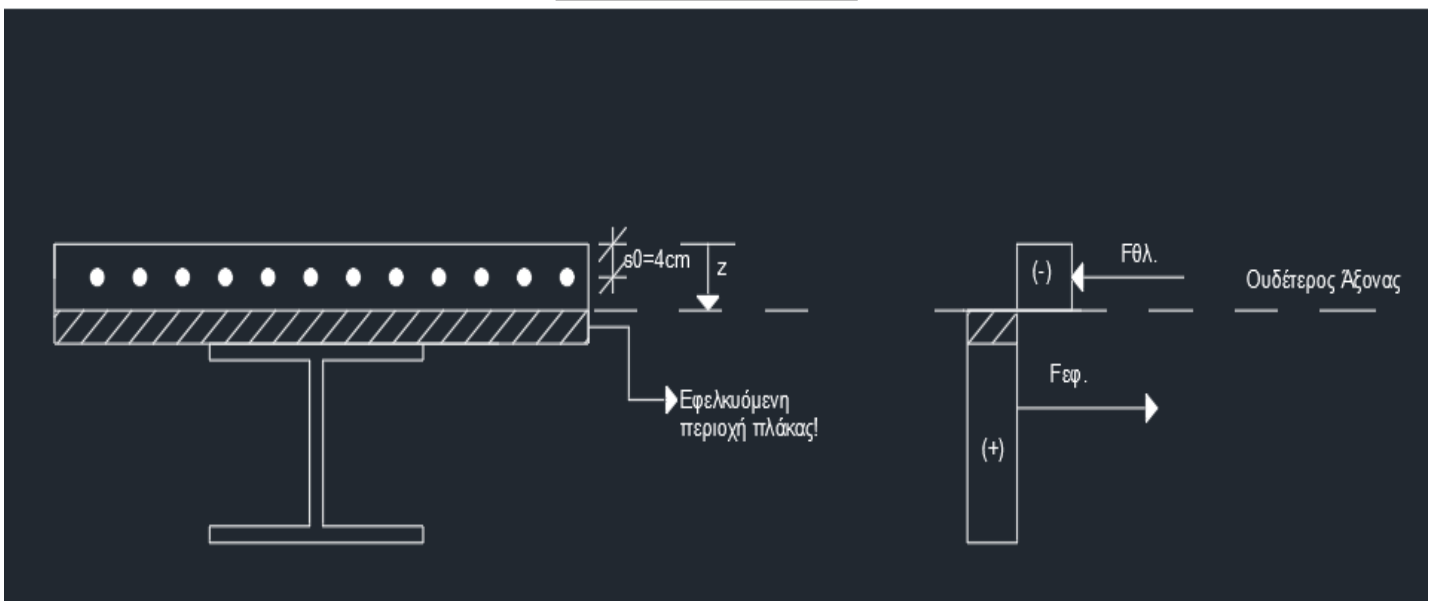 s0=4cm
z
Fθλ.
(-)
Ουδέτερος Άξονας
Fεφ.
Εφελκυόμενη
περιοχή πλάκας!
(+)